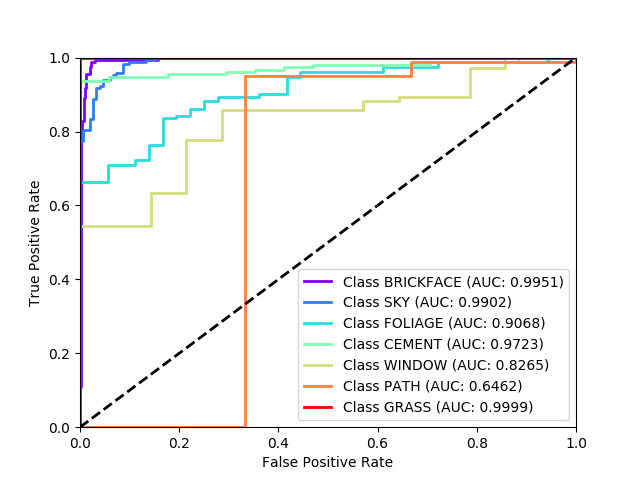 1.0
0.8
0.6
0.4
0.2
0.0
True Positive Rate
Class BRICKFACE (AUC: 0.9951)
Class SKY (AUC: 0.9902)
Class FOLIAGE (AUC: 0.9068)
Class CEMENT (AUC: 0.9723)
Class WINDOW (AUC: 0.8265)
Class PATH (AUC: 0.6462)
Class GRASS (AUC: 0.9999)
0.0 0.2 0.4 0.6 0.8 1.0
False Positive Rate